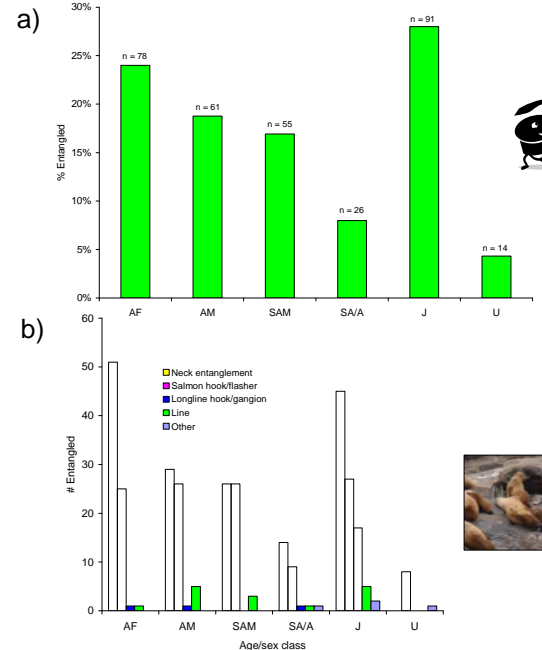 a)
30%
25%
20%
15%
10%
5%
0%
% Entangled
n = 78
n = 61
n = 55
n = 26
n = 91
n = 14
AF AM SAM SA/A J U
b)
60
50
40
30
20
10
0
# Entangled
Neck entanglement
Salmon hook/flasher
Longline hook/gangion
Line
Other
AF AM SAM SA/A J U
Age/sex class